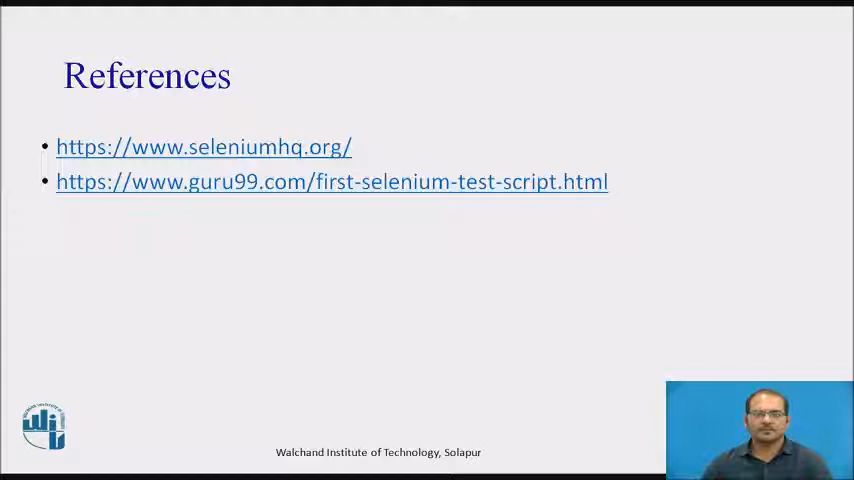 References
• https://www.seleniumhq.org/
• https://www.guru99.com/first-selenium-test-script.html
Walchand Institute of Technology, Solapur